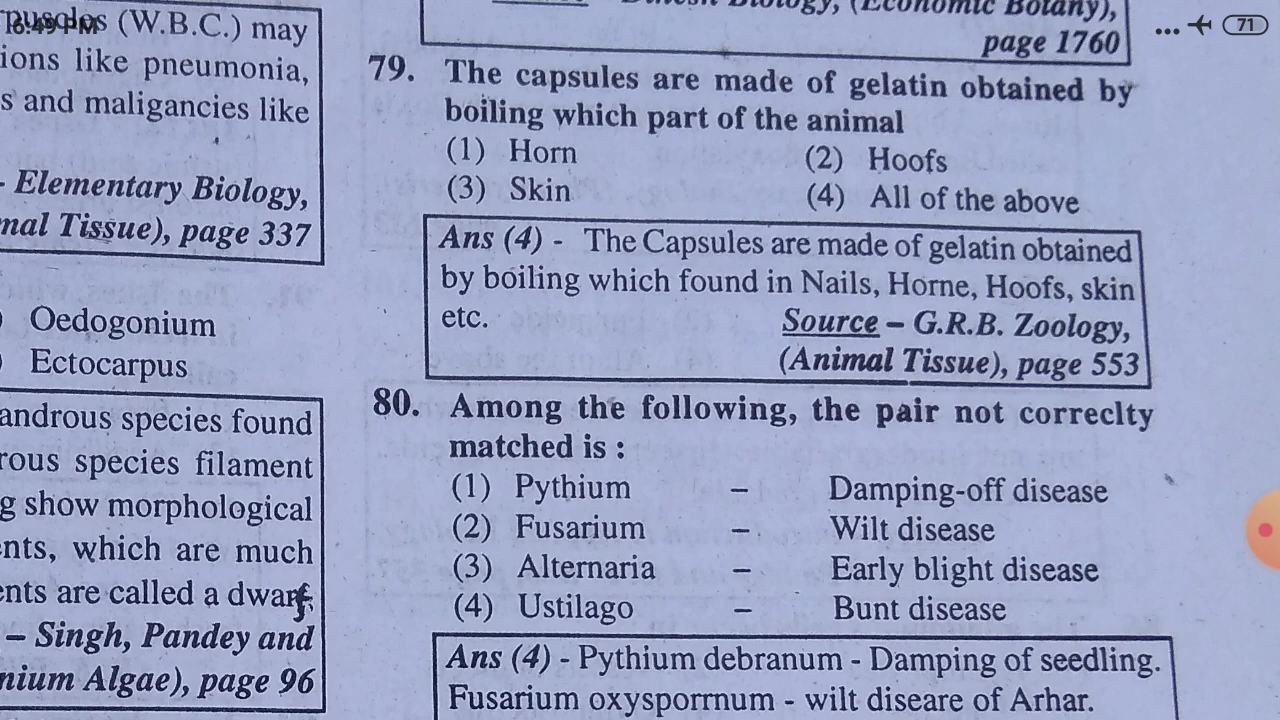 (W.B.C.) may
ions like pneumonia,
s and maligancies like
- Elementary Biology,
nal Tissue), page 337
Oedogonium
Ectocarpus
androus species found
rous species filament
g show morphological
ents, which are much
ents are called a dwarf
– Singh, Pandey and
nium Algae), page 96
Biology, (Economic Botany),
page 1760
79. The capsules are made of gelatin obtained by
boiling which part of the animal
(1) Horn (2) Hoofs
(3) Skin (4) All of the above
Ans (4) - The Capsules are made of gelatin obtained
by boiling which found in Nails, Horne, Hoofs, skin
etc. Source – G.R.B. Zoology,
(Animal Tissue), page 553
80. Among the following, the pair not correclty
matched is :
(1) Pythium – Damping-off disease
(2) Fusarium – Wilt disease
(3) Alternaria – Early blight disease
(4) Ustilago – Bunt disease
Ans (4) - Pythium debranum - Damping of seedling.
Fusarium oxysporrnum - wilt diseare of Arhar.
6:49 PM
71